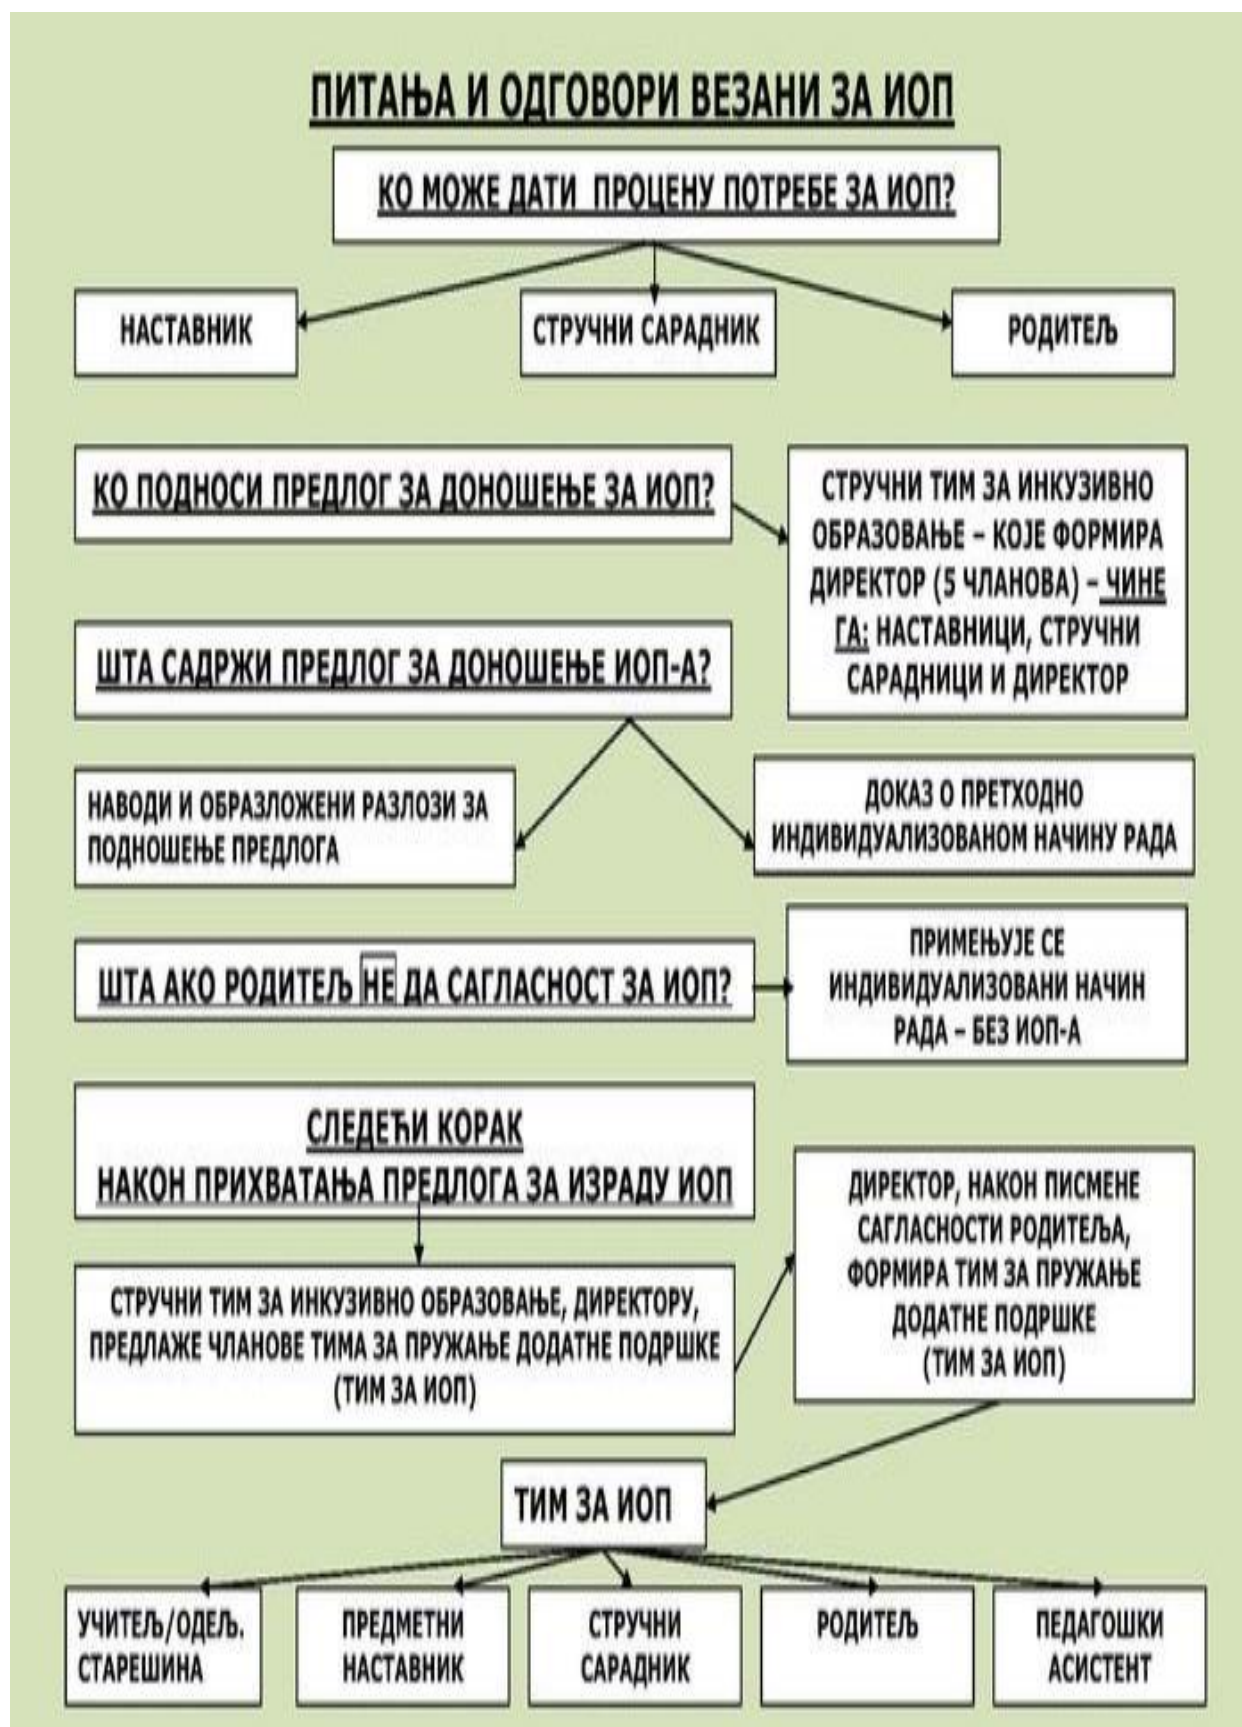 ПИТАЊА И ОДГОВОРИ ВЕЗАНИ ЗА ИОП
КО МОЖЕ ДАТИ ПРОЦЕНУ ПОТРЕБЕ ЗА ИОП?
НАСТАВНИК
СТРУЧНИ САРАДНИК
РОДИТЕЉ
КО ПОДНОСИ ПРЕДЛОГ ЗА ДОНОШЕЊЕ ЗА ИОП?
СТРУЧНИ ТИМ ЗА ИНКУЗИВНО
ОБРАЗОВАЊЕ – КОЈЕ ФОРМИРА
ДИРЕКТОР (5 ЧЛАНОВА) – ЧИНЕ
ГА: НАСТАВНИЦИ, СТРУЧНИ
САРАДНИЦИ И ДИРЕКТОР
ШТА САДРЖИ ПРЕДЛОГ ЗА ДОНОШЕЊЕ ИОП-А?
НАВОДИ И ОБРАЗЛОЖЕНИ РАЗЛОЗИ ЗА
ПОДНОШЕЊЕ ПРЕДЛОГА
ДОКАЗ О ПРЕТХОДНО
ИНДИВИДУАЛИЗОВАНОМ НАЧИНУ РАДА
ШТА АКО РОДИТЕЉ НЕ ДА САГЛАСНОСТ ЗА ИОП?
ПРИМЕЊУЈЕ СЕ
ИНДИВИДУАЛИЗОВАНИ НАЧИН
РАДА – БЕЗ ИОП-А
СЛЕДЕЋИ КОРАК
НАКОН ПРИХВАТАЊА ПРЕДЛОГА ЗА ИЗРАДУ ИОП
СТРУЧНИ ТИМ ЗА ИНКУЗИВНО ОБРАЗОВАЊЕ, ДИРЕКТОРУ,
ПРЕДЛАЖЕ ЧЛАНОВЕ ТИМА ЗА ПРУЖАЊЕ ДОДАТНЕ ПОДРШКЕ
(ТИМ ЗА ИОП)
ДИРЕКТОР, НАКОН ПИСМЕНЕ
САГЛАСНОСТИ РОДИТЕЉА,
ФОРМИРА ТИМ ЗА ПРУЖАЊЕ
ДОДАТНЕ ПОДРШКЕ
(ТИМ ЗА ИОП)
ТИМ ЗА ИОП
УЧИТЕЉ/ОДЕЉ.
СТАРЕШИНА
ПРЕДМЕТНИ
НАСТАВНИК
СТРУЧНИ
САРАДНИК
РОДИТЕЉ
ПЕДАГОШКИ
АСИСТЕНТ